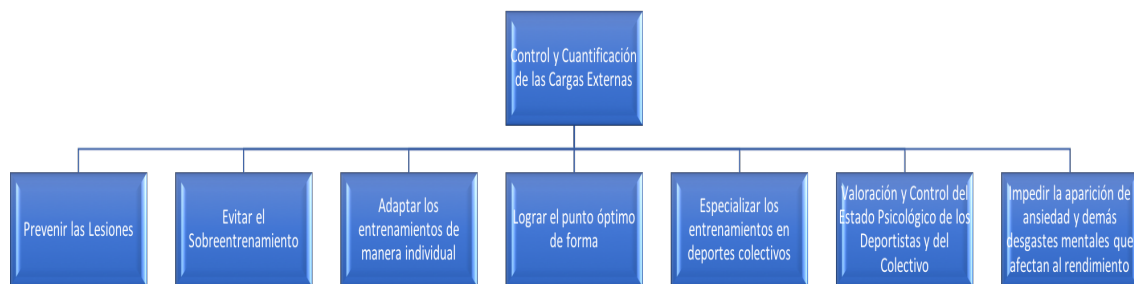 Control y Cuantificación
de las Cargas Externas
Prevenir las Lesiones
Evitar el
Sobreentrenamiento
Adaptar los
entrenamientos de
manera individual
Lograr el punto óptimo
de forma
Especializar los
entrenamientos en
deportes colectivos
Valoración y Control del
Estado Psicológico de los
Deportistas y del
Colectivo
Impedir la aparición de
ansiedad y demás
desgastes mentales que
afectan al rendimiento